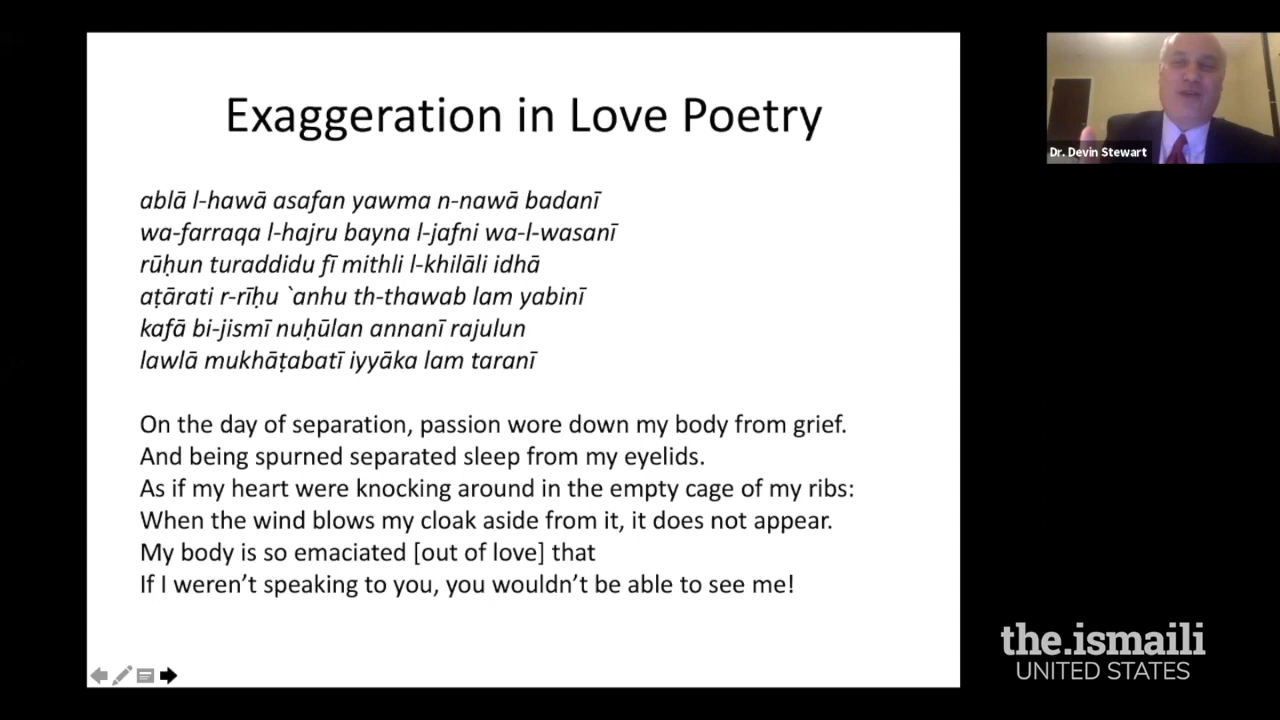 Exaggeration in Love Poetry
ablā l-hawā asafan yawma n-nawā badanī
wa-farraqa l-hajru bayna l-jafni wa-l-wasanī
rūḥun turaddidu fī mithli l-khilāli idhā
aṭārati r-rīḥu `anhu th-thawab lam yabinī
kafā bi-jismī nuḥūlan annanī rajulun
lawlā mukhāṭabatī iyyāka lam taranī
On the day of separation, passion wore down my body from grief.
And being spurned separated sleep from my eyelids.
As if my heart were knocking around in the empty cage of my ribs:
When the wind blows my cloak aside from it, it does not appear.
My body is so emaciated [out of love] that
If I weren’t speaking to you, you wouldn’t be able to see me!
Dr. Devin Stewart
the.ismaili
UNITED STATES